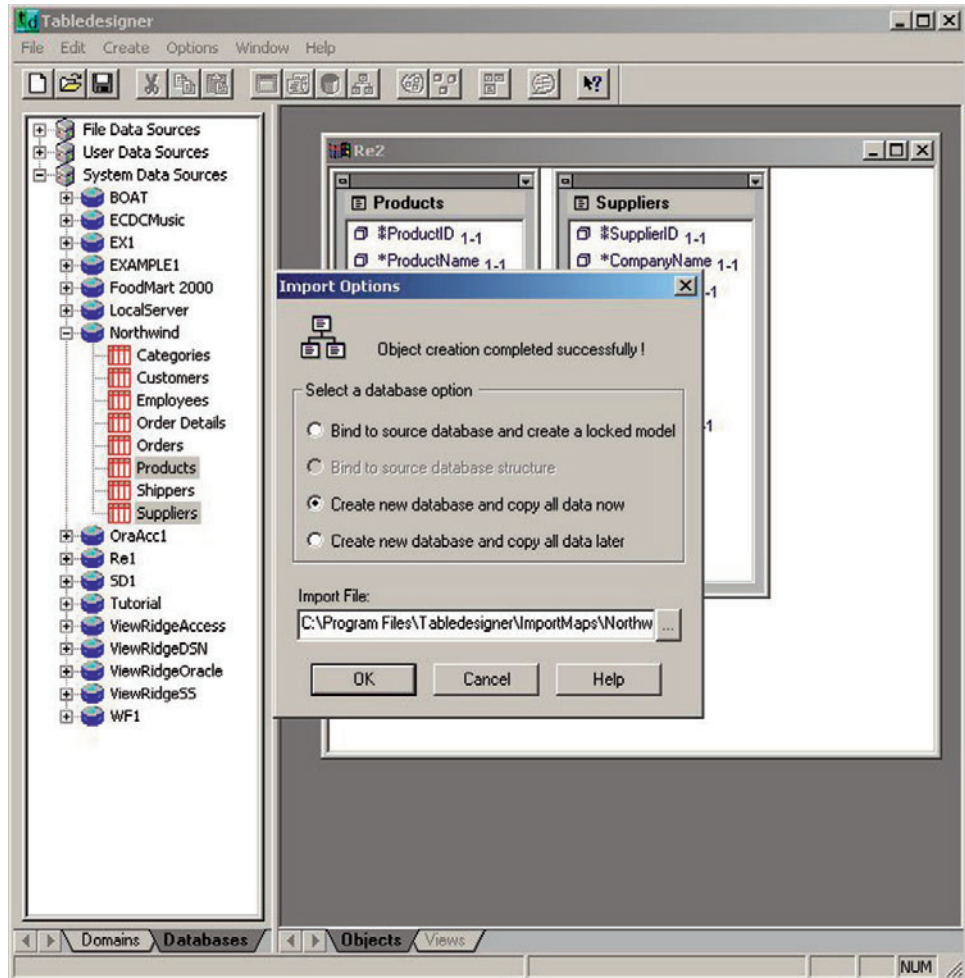 Tabledesigner
File Edit Create Options Window Help
File Data Sources
User Data Sources
System Data Sources
BOAT
ECDCMusic
EX1
EXAMPLE1
FoodMart 2000
LocalServer
Northwind
Categories
Customers
Employees
Order Details
Orders
Products
Shippers
Suppliers
OraAcc1
Re1
SD1
Tutorial
ViewRidgeAccess
ViewRidgeDSN
ViewRidgeOracle
ViewRidgeSS
WF1
Domains Databases
Re2
Products
‡ProductID 1-1
*ProductName 1-1
Suppliers
‡SupplierID 1-1
*CompanyName 1-1
-1
-1
Import Options
Object creation completed successfully !
Select a database option
Bind to source database and create a locked model
Bind to source database structure
Create new database and copy all data now
Create new database and copy all data later
Import File:
C:\Program Files\Tabledesigner\ImportMaps\Northw ...
OK Cancel Help
Objects Views
NUM